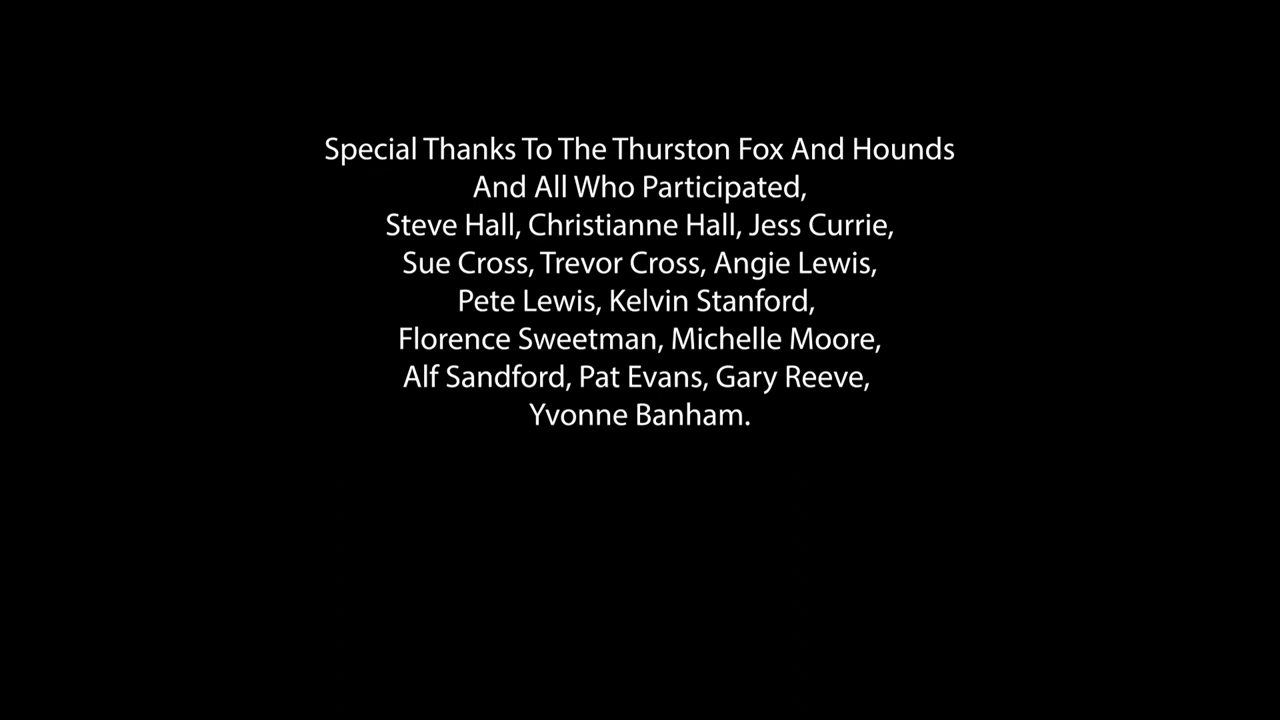 Special Thanks To The Thurston Fox And Hounds
And All Who Participated,
Steve Hall, Christianne Hall, Jess Currie,
Sue Cross, Trevor Cross, Angie Lewis,
Pete Lewis, Kelvin Stanford,
Florence Sweetman, Michelle Moore,
Alf Sandford, Pat Evans, Gary Reeve,
Yvonne Banham.